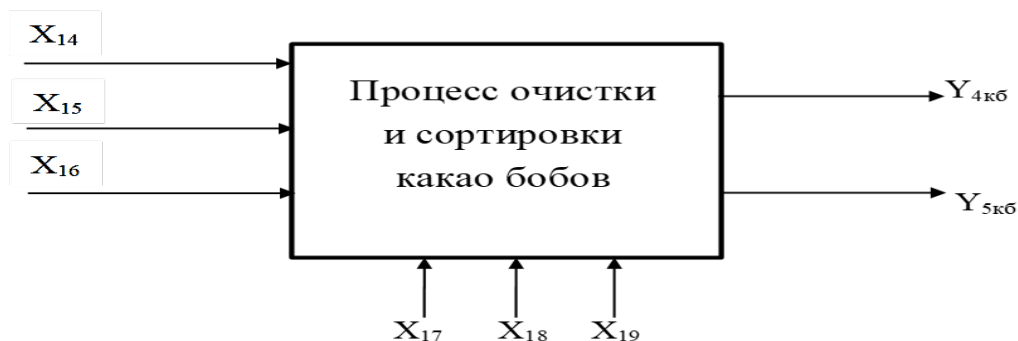 X₁₄
X₁₅
X₁₆
Процесс очистки
и сортировки
какао бобов
Y₄кб
Y₅кб
X₁₇ X₁₈ X₁₉